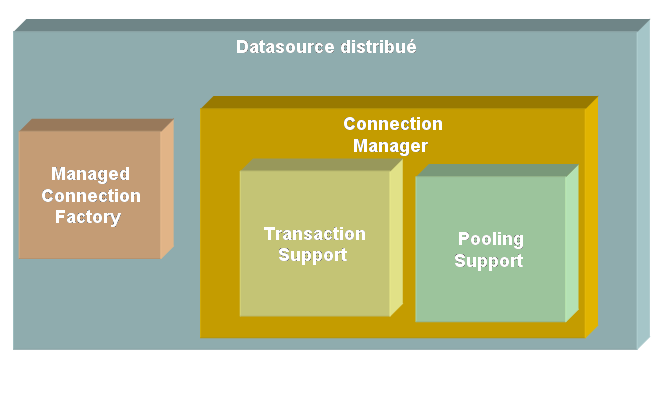 Datasource distribué
Connection
Manager
Managed
Connection
Factory
Transaction
Support
Pooling
Support